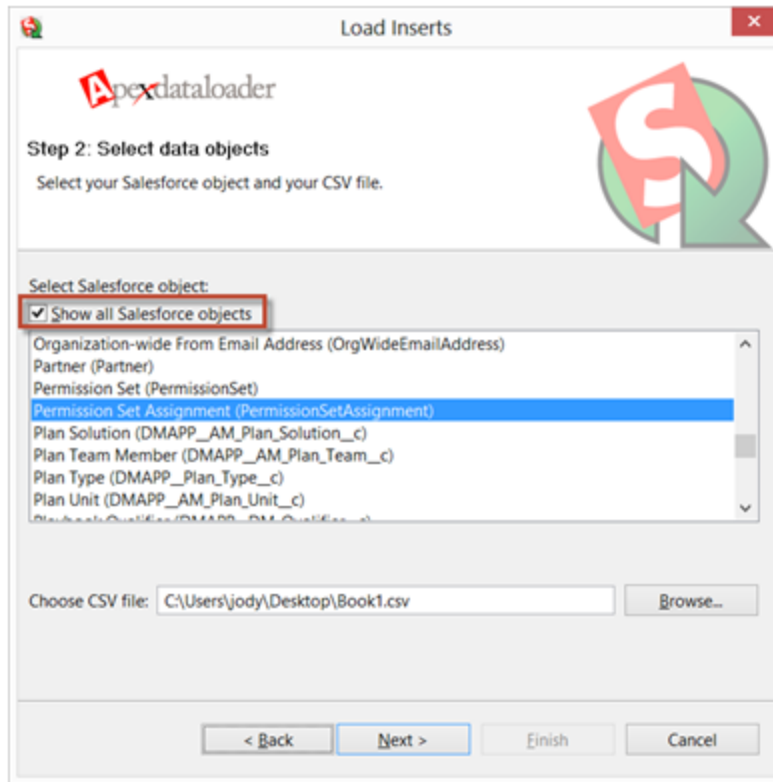 Load Inserts
Apexdataloader
Step 2: Select data objects
Select your Salesforce object and your CSV file.
Select Salesforce object:
Show all Salesforce objects
Organization-wide From Email Address (OrgWideEmailAddress)
Partner (Partner)
Permission Set (PermissionSet)
Permission Set Assignment (PermissionSetAssignment)
Plan Solution (DMAPP__AM_Plan_Solution__c)
Plan Team Member (DMAPP__AM_Plan_Team__c)
Plan Type (DMAPP__Plan_Type__c)
Plan Unit (DMAPP__AM_Plan_Unit__c)
Playbook Qualifier (DMAPP__DM_Qualifier__c)
Choose CSV file: C:\Users\jody\Desktop\Book1.csv Browse...
< Back Next > Finish Cancel